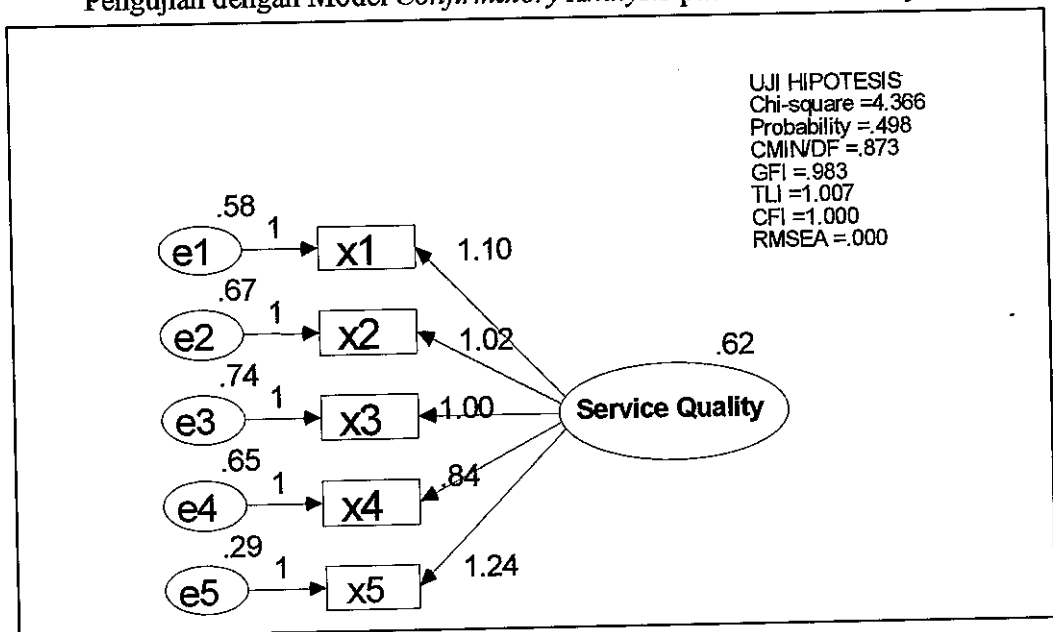 Pengujian dengan Model Confirmatory Analysis
UJI HIPOTESIS
Chi-square =4.366
Probability =.498
CMIN/DF =.873
GFI =.983
TLI =1.007
CFI =1.000
RMSEA =.000
.58
e1 1 x1 1.10
.67
e2 1 x2 1.02
.62
.74
e3 1 x3 1.00 Service Quality
.65
e4 1 x4 .84
.29
e5 1 x5 1.24